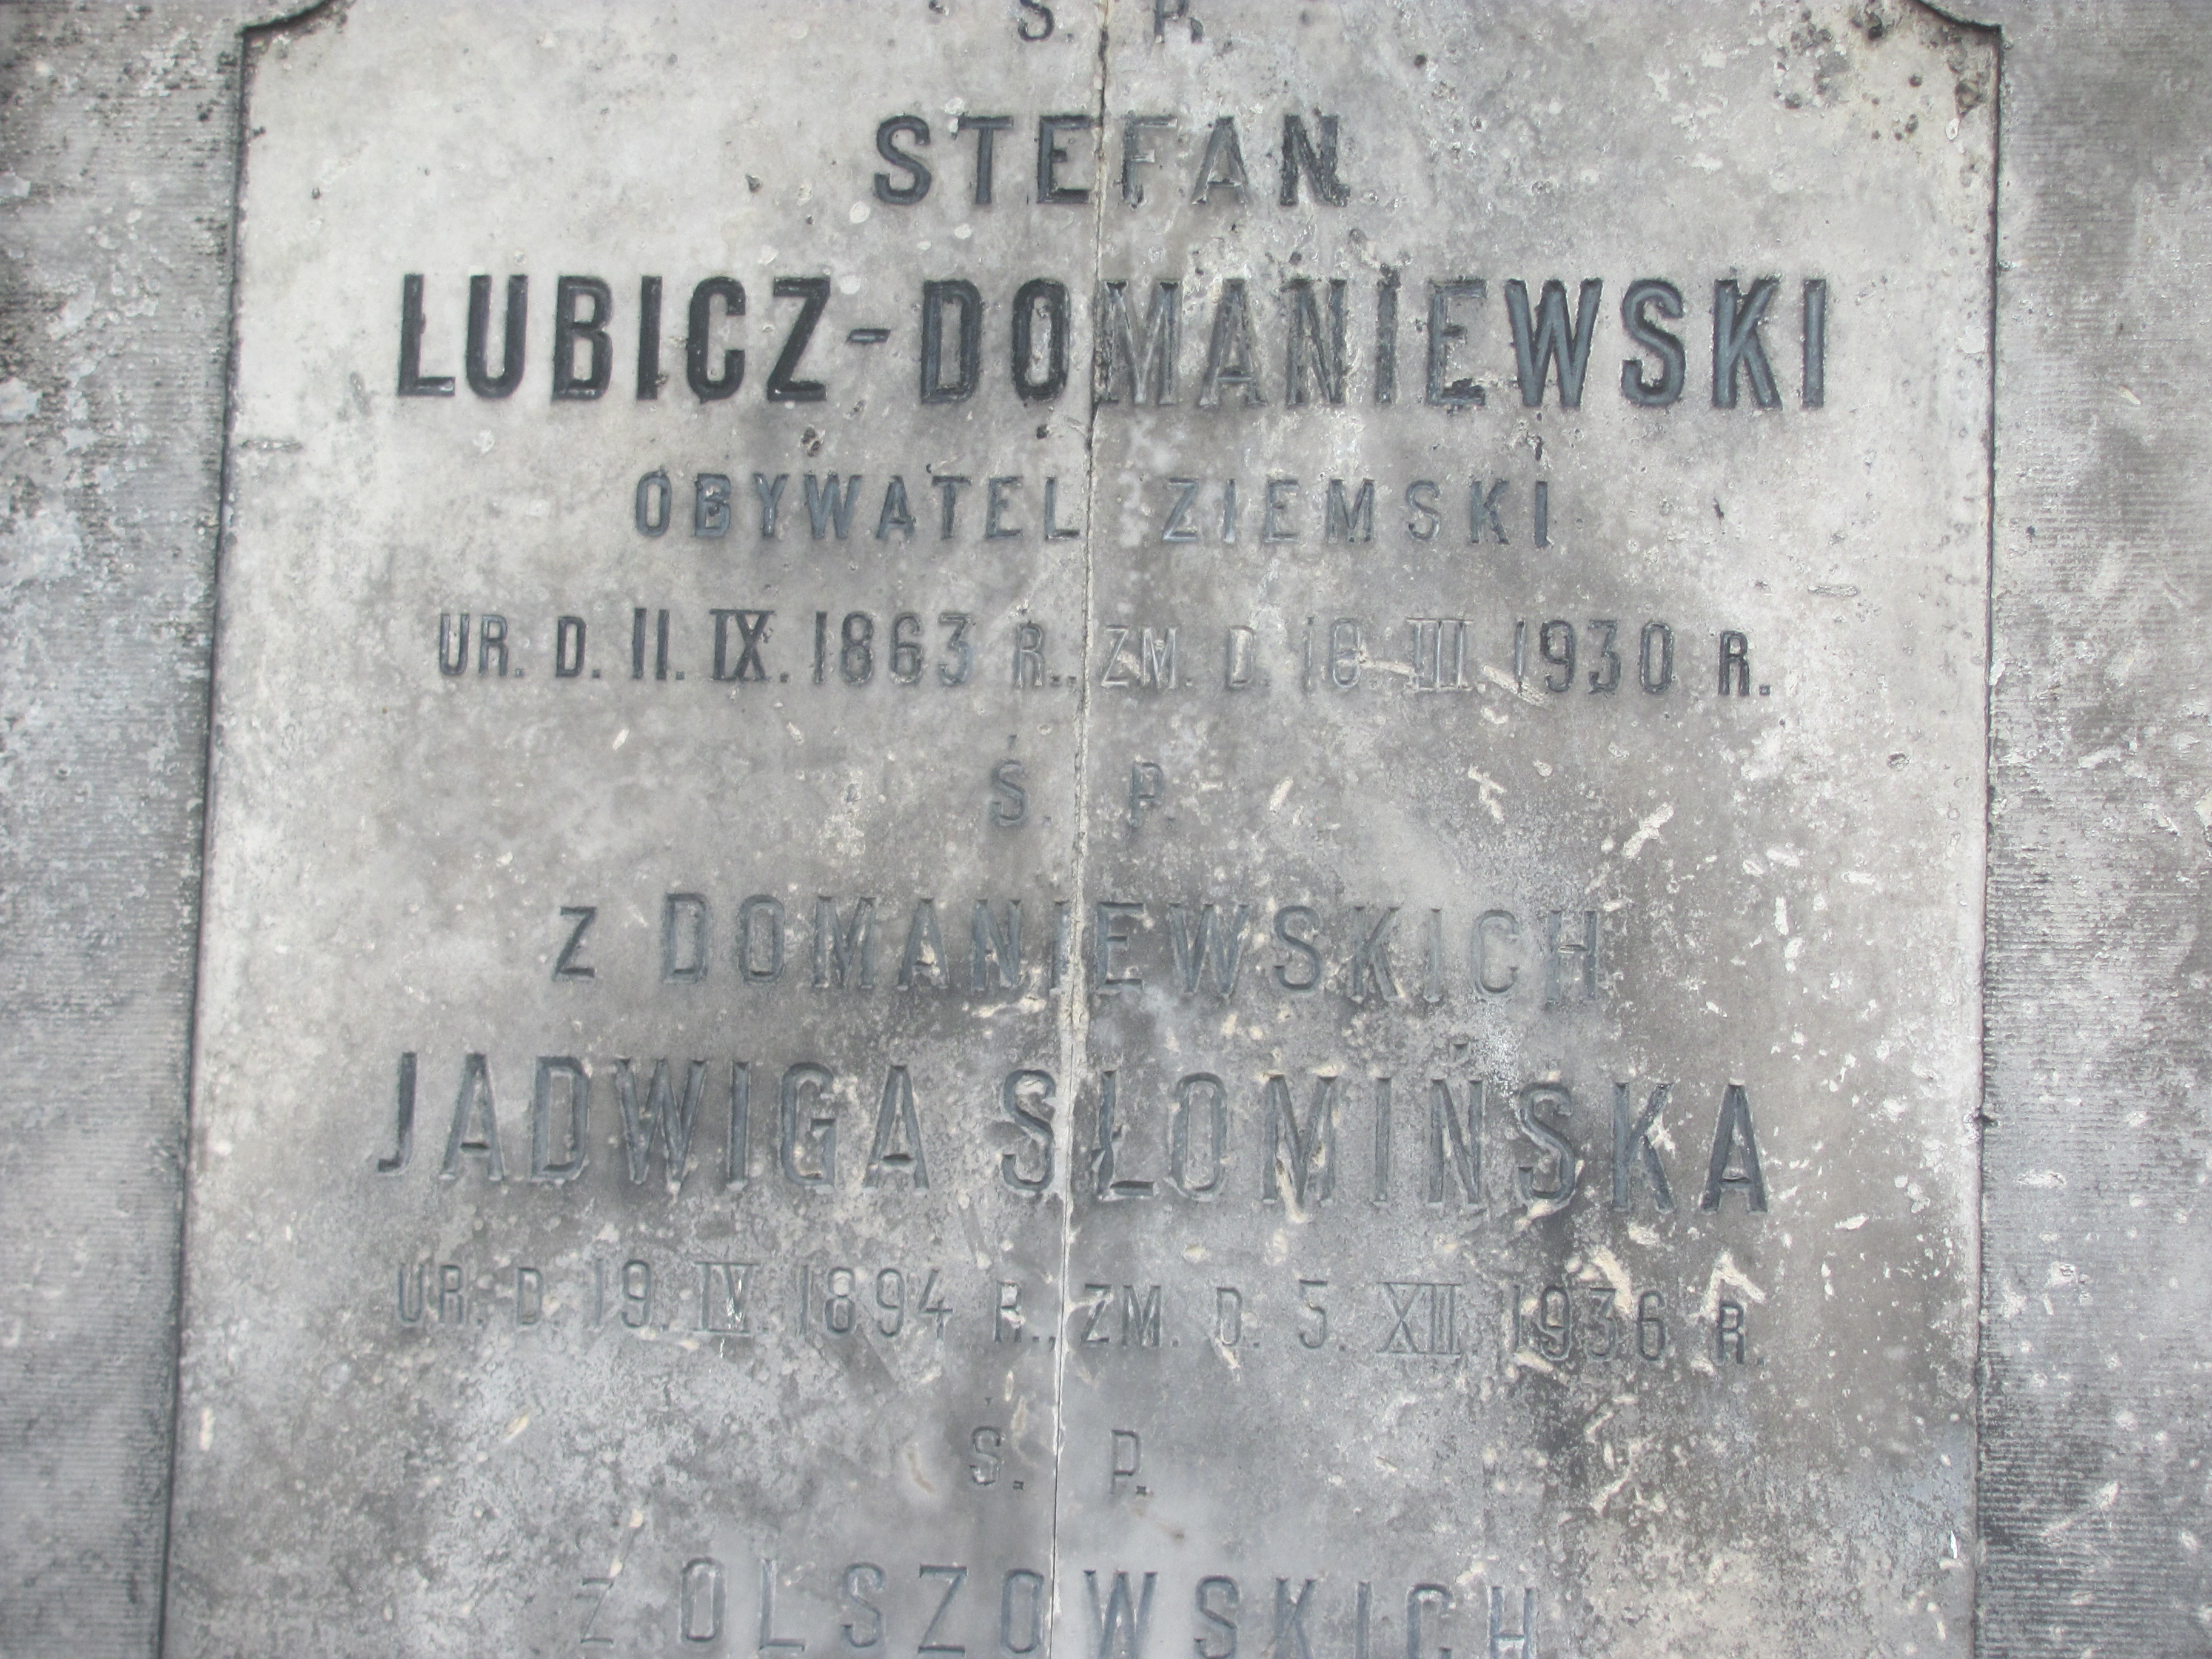 Ś. P.
STEFAN
LUBICZ-DOMANIEWSKI
OBYWATEL ZIEMSKI
UR. D. 11. IX. 1863 R., ZM. D. 16. III. 1930 R.
Ś. P.
Z DOMANIEWSKICH
JADWIGA SŁOMIŃSKA
UR. D. 19. IV. 1894 R., ZM. D. 5. XII. 1936 R.
Ś. P.
Z OLSZOWSKICH